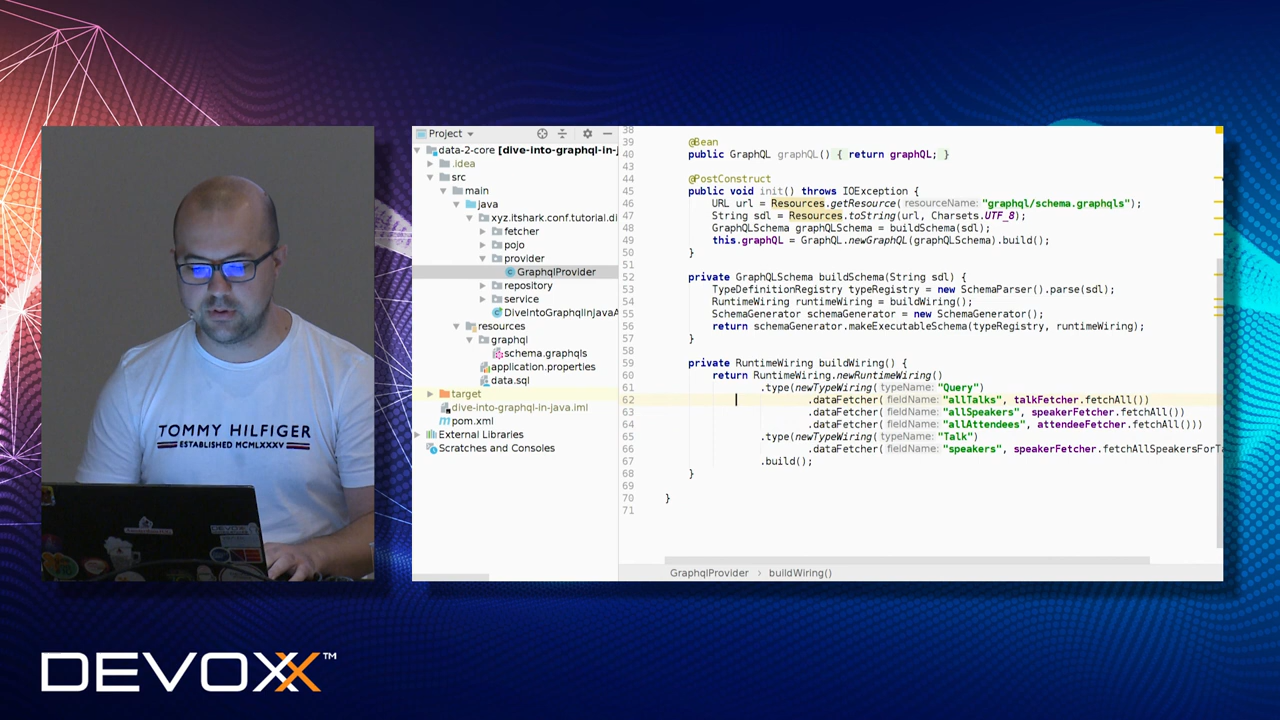 TOMMY HILFIGER
ESTABLISHED MCMLXXXV
DEVOXX
DEVOXX™
Project
data-2-core [dive-into-graphql-in-j
.idea
src
main
java
xyz.itshark.conf.tutorial.di
fetcher
pojo
provider
GraphqlProvider
repository
service
DiveIntoGraphqlInJavaA
resources
graphql
schema.graphqls
application.properties
data.sql
target
dive-into-graphql-in-java.iml
pom.xml
External Libraries
Scratches and Consoles
38
39 @Bean
40 public GraphQL graphQL() { return graphQL; }
43
44 @PostConstruct
45 public void init() throws IOException {
46 URL url = Resources.getResource( resourceName: "graphql/schema.graphqls");
47 String sdl = Resources.toString(url, Charsets.UTF_8);
48 GraphQLSchema graphQLSchema = buildSchema(sdl);
49 this.graphQL = GraphQL.newGraphQL(graphQLSchema).build();
50 }
51
52 private GraphQLSchema buildSchema(String sdl) {
53 TypeDefinitionRegistry typeRegistry = new SchemaParser().parse(sdl);
54 RuntimeWiring runtimeWiring = buildWiring();
55 SchemaGenerator schemaGenerator = new SchemaGenerator();
56 return schemaGenerator.makeExecutableSchema(typeRegistry, runtimeWiring);
57 }
58
59 private RuntimeWiring buildWiring() {
60 return RuntimeWiring.newRuntimeWiring()
61 .type(newTypeWiring( typeName: "Query")
62 .dataFetcher( fieldName: "allTalks", talkFetcher.fetchAll())
63 .dataFetcher( fieldName: "allSpeakers", speakerFetcher.fetchAll())
64 .dataFetcher( fieldName: "allAttendees", attendeeFetcher.fetchAll()))
65 .type(newTypeWiring( typeName: "Talk")
66 .dataFetcher( fieldName: "speakers", speakerFetcher.fetchAllSpeakersForTa
67 .build();
68 }
69
70 }
71
GraphqlProvider › buildWiring()